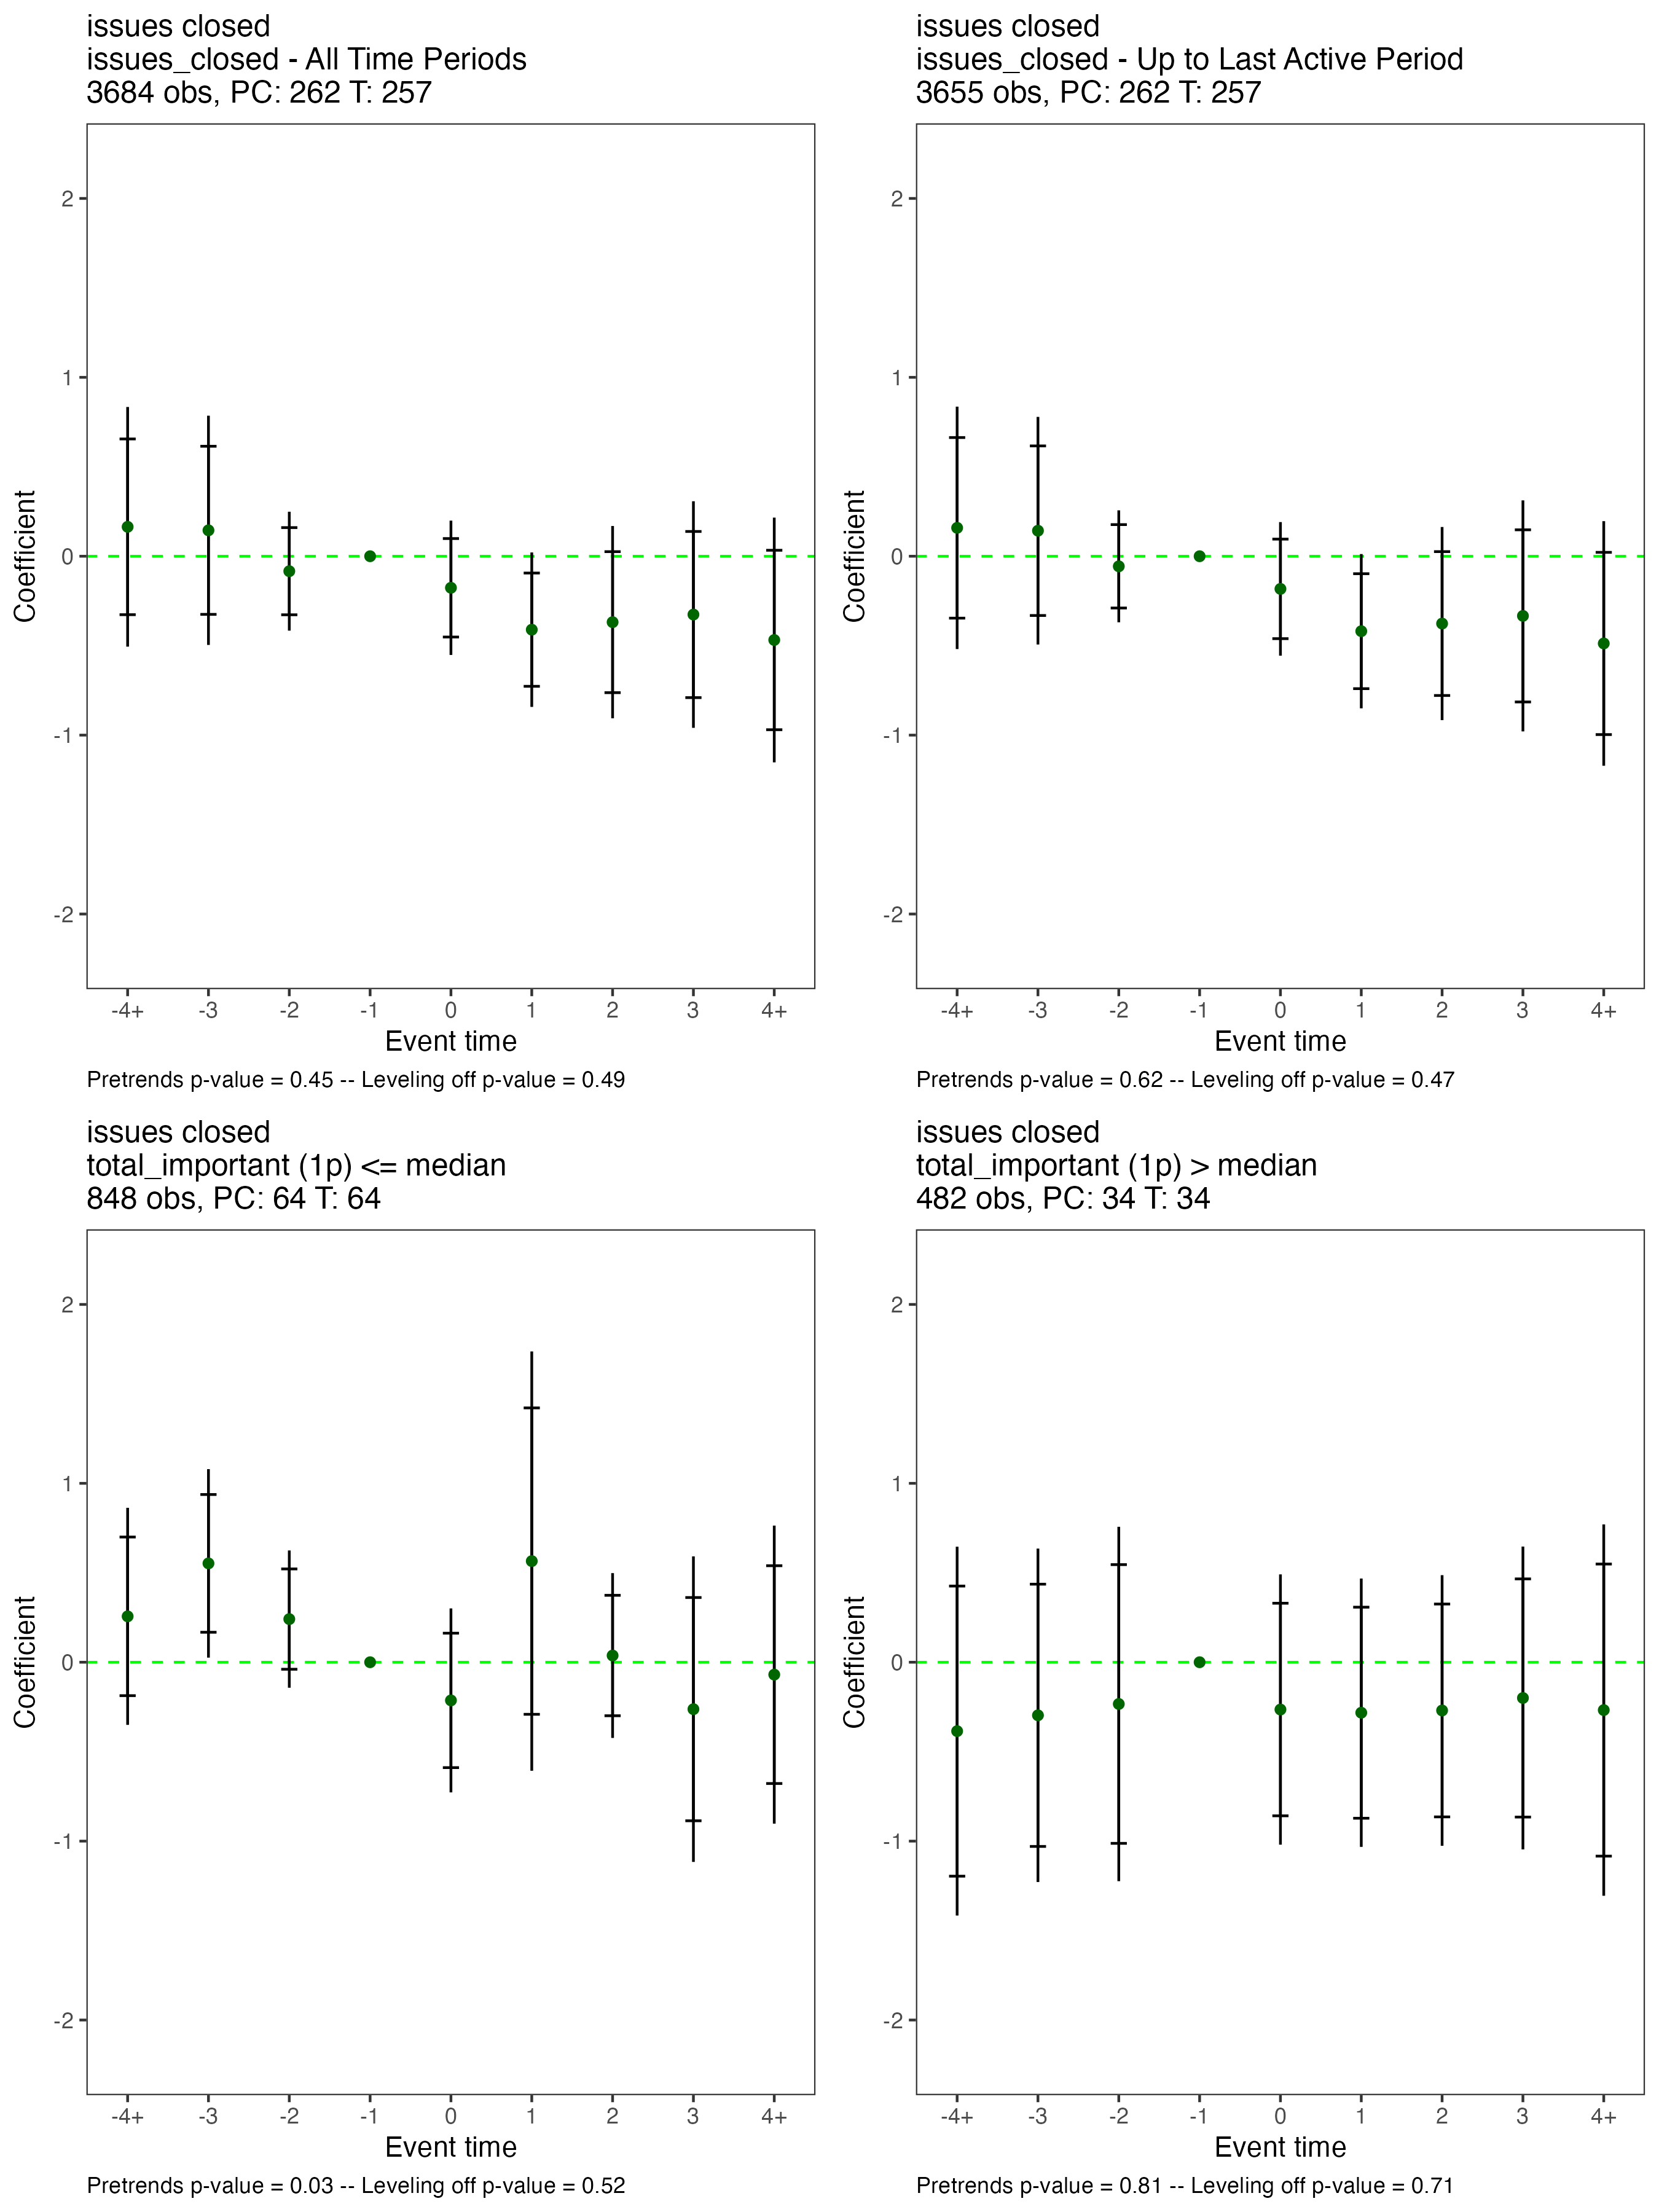 issues closed
issues_closed - All Time Periods
3684 obs, PC: 262 T: 257
2
1
0
-1
-2
Coefficient
-4+ -3 -2 -1 0 1 2 3 4+
Event time
Pretrends p-value = 0.45 -- Leveling off p-value = 0.49
issues closed
issues_closed - Up to Last Active Period
3655 obs, PC: 262 T: 257
2
1
0
-1
-2
Coefficient
-4+ -3 -2 -1 0 1 2 3 4+
Event time
Pretrends p-value = 0.62 -- Leveling off p-value = 0.47
issues closed
total_important (1p) <= median
848 obs, PC: 64 T: 64
2
1
0
-1
-2
Coefficient
-4+ -3 -2 -1 0 1 2 3 4+
Event time
Pretrends p-value = 0.03 -- Leveling off p-value = 0.52
issues closed
total_important (1p) > median
482 obs, PC: 34 T: 34
2
1
0
-1
-2
Coefficient
-4+ -3 -2 -1 0 1 2 3 4+
Event time
Pretrends p-value = 0.81 -- Leveling off p-value = 0.71